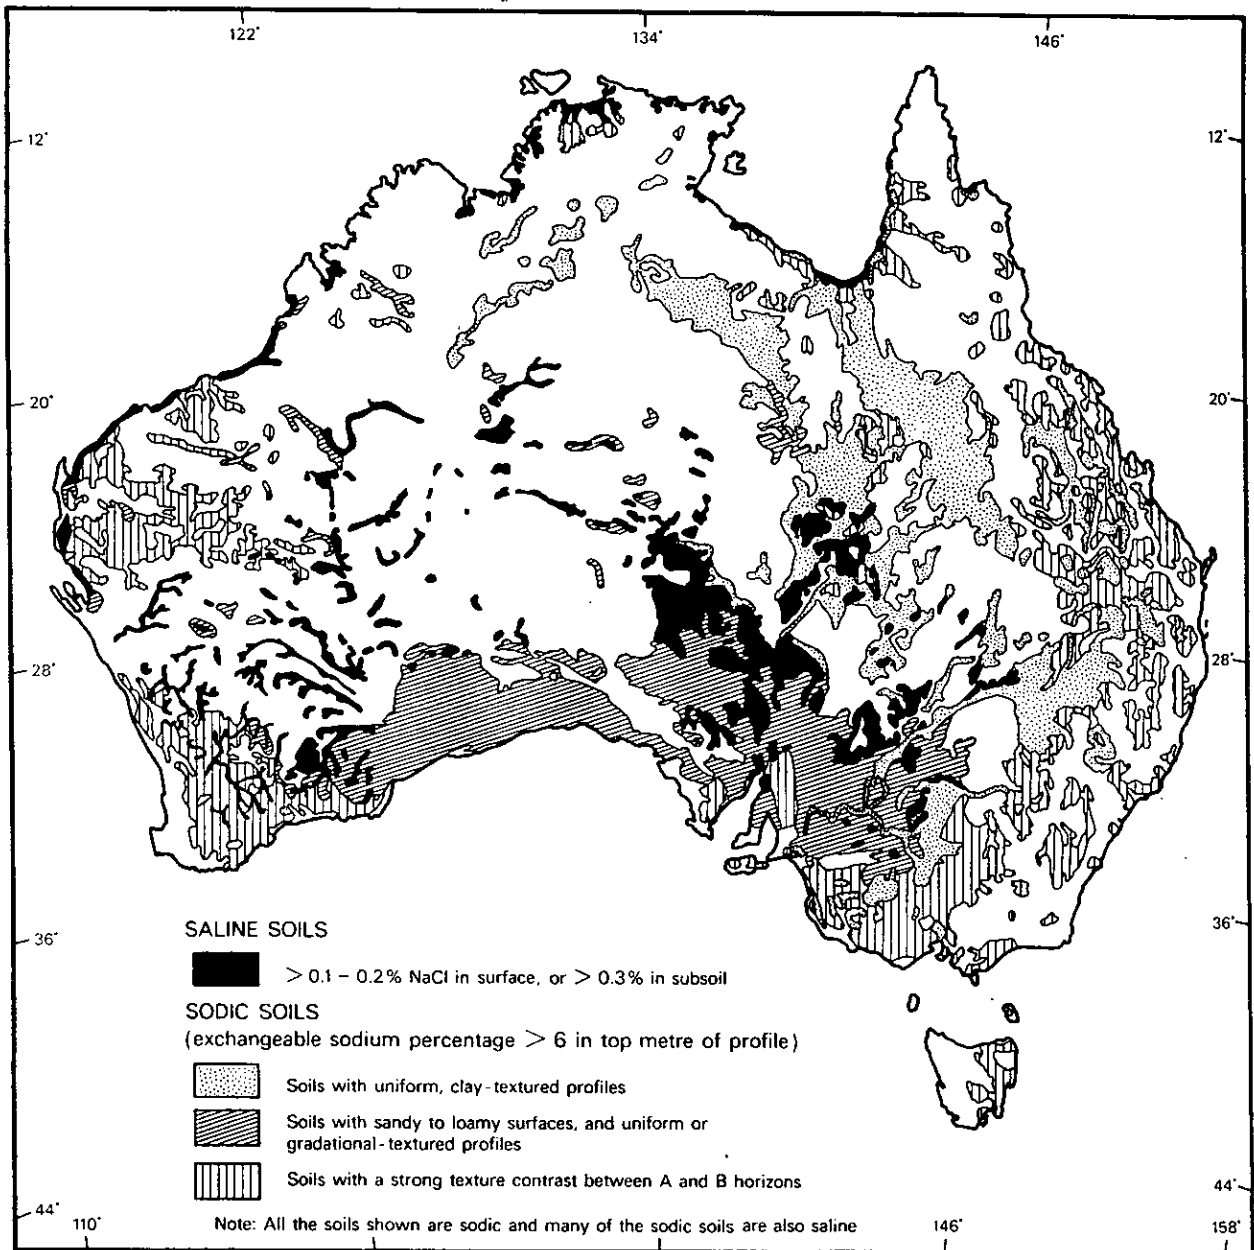 122° 134° 146°
12° 12°
20° 20°
28° 28°
SALINE SOILS
36° 36°
> 0.1 – 0.2% NaCl in surface, or > 0.3% in subsoil
SODIC SOILS
(exchangeable sodium percentage > 6 in top metre of profile)
Soils with uniform, clay-textured profiles
Soils with sandy to loamy surfaces, and uniform or
gradational-textured profiles
Soils with a strong texture contrast between A and B horizons
44° 44°
110° Note: All the soils shown are sodic and many of the sodic soils are also saline 146° 158°